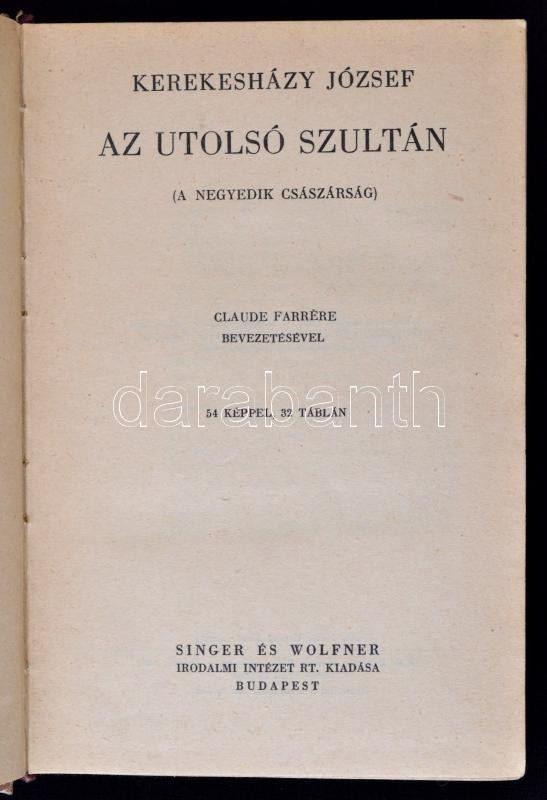 KEREKESHÁZY JÓZSEF
AZ UTOLSÓ SZULTÁN
(A NEGYEDIK CSÁSZÁRSÁG)
CLAUDE FARRÈRE
BEVEZETÉSÉVEL
darabanth
54 KÉPPEL, 32 TÁBLÁN
SINGER ÉS WOLFNER
IRODALMI INTÉZET RT. KIADÁSA
BUDAPEST